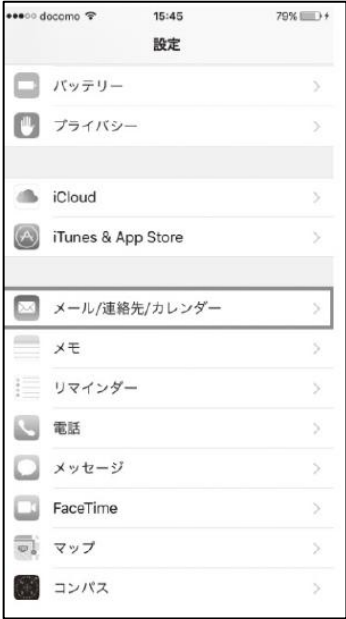 docomo 15:45 79%
設定
バッテリー
プライバシー
iCloud
iTunes & App Store
メール/連絡先/カレンダー
メモ
リマインダー
電話
メッセージ
FaceTime
マップ
コンパス